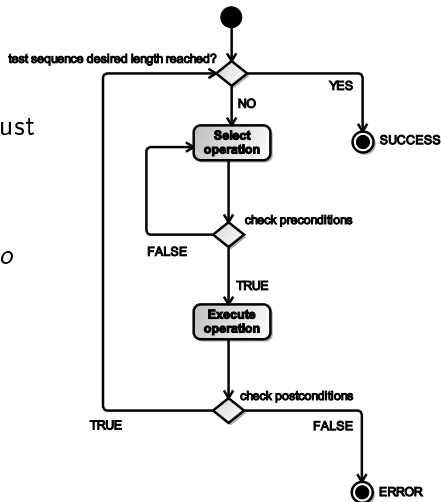 test sequence desired length reached?
YES
NO
ust
Select
operation
SUCCESS
check preconditions
o
FALSE
TRUE
Execute
operation
check postconditions
TRUE
FALSE
ERROR